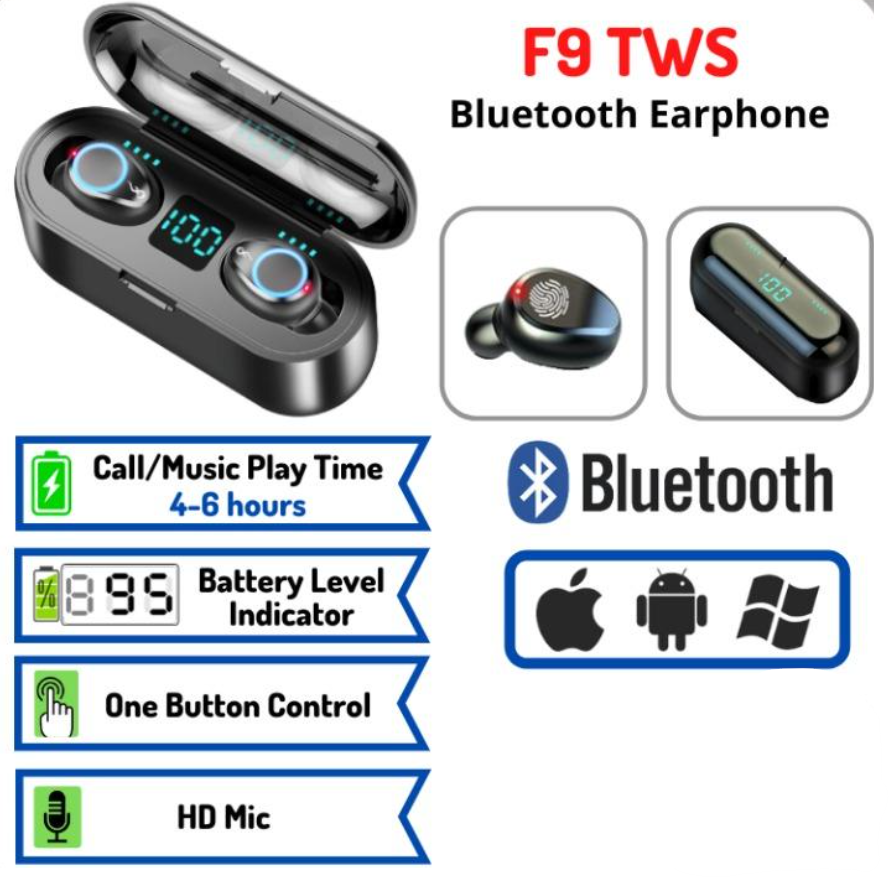 F9 TWS
Bluetooth Earphone
100
100
Call/Music Play Time
4-6 hours
Bluetooth
% 95
Battery Level
Indicator
One Button Control
HD Mic